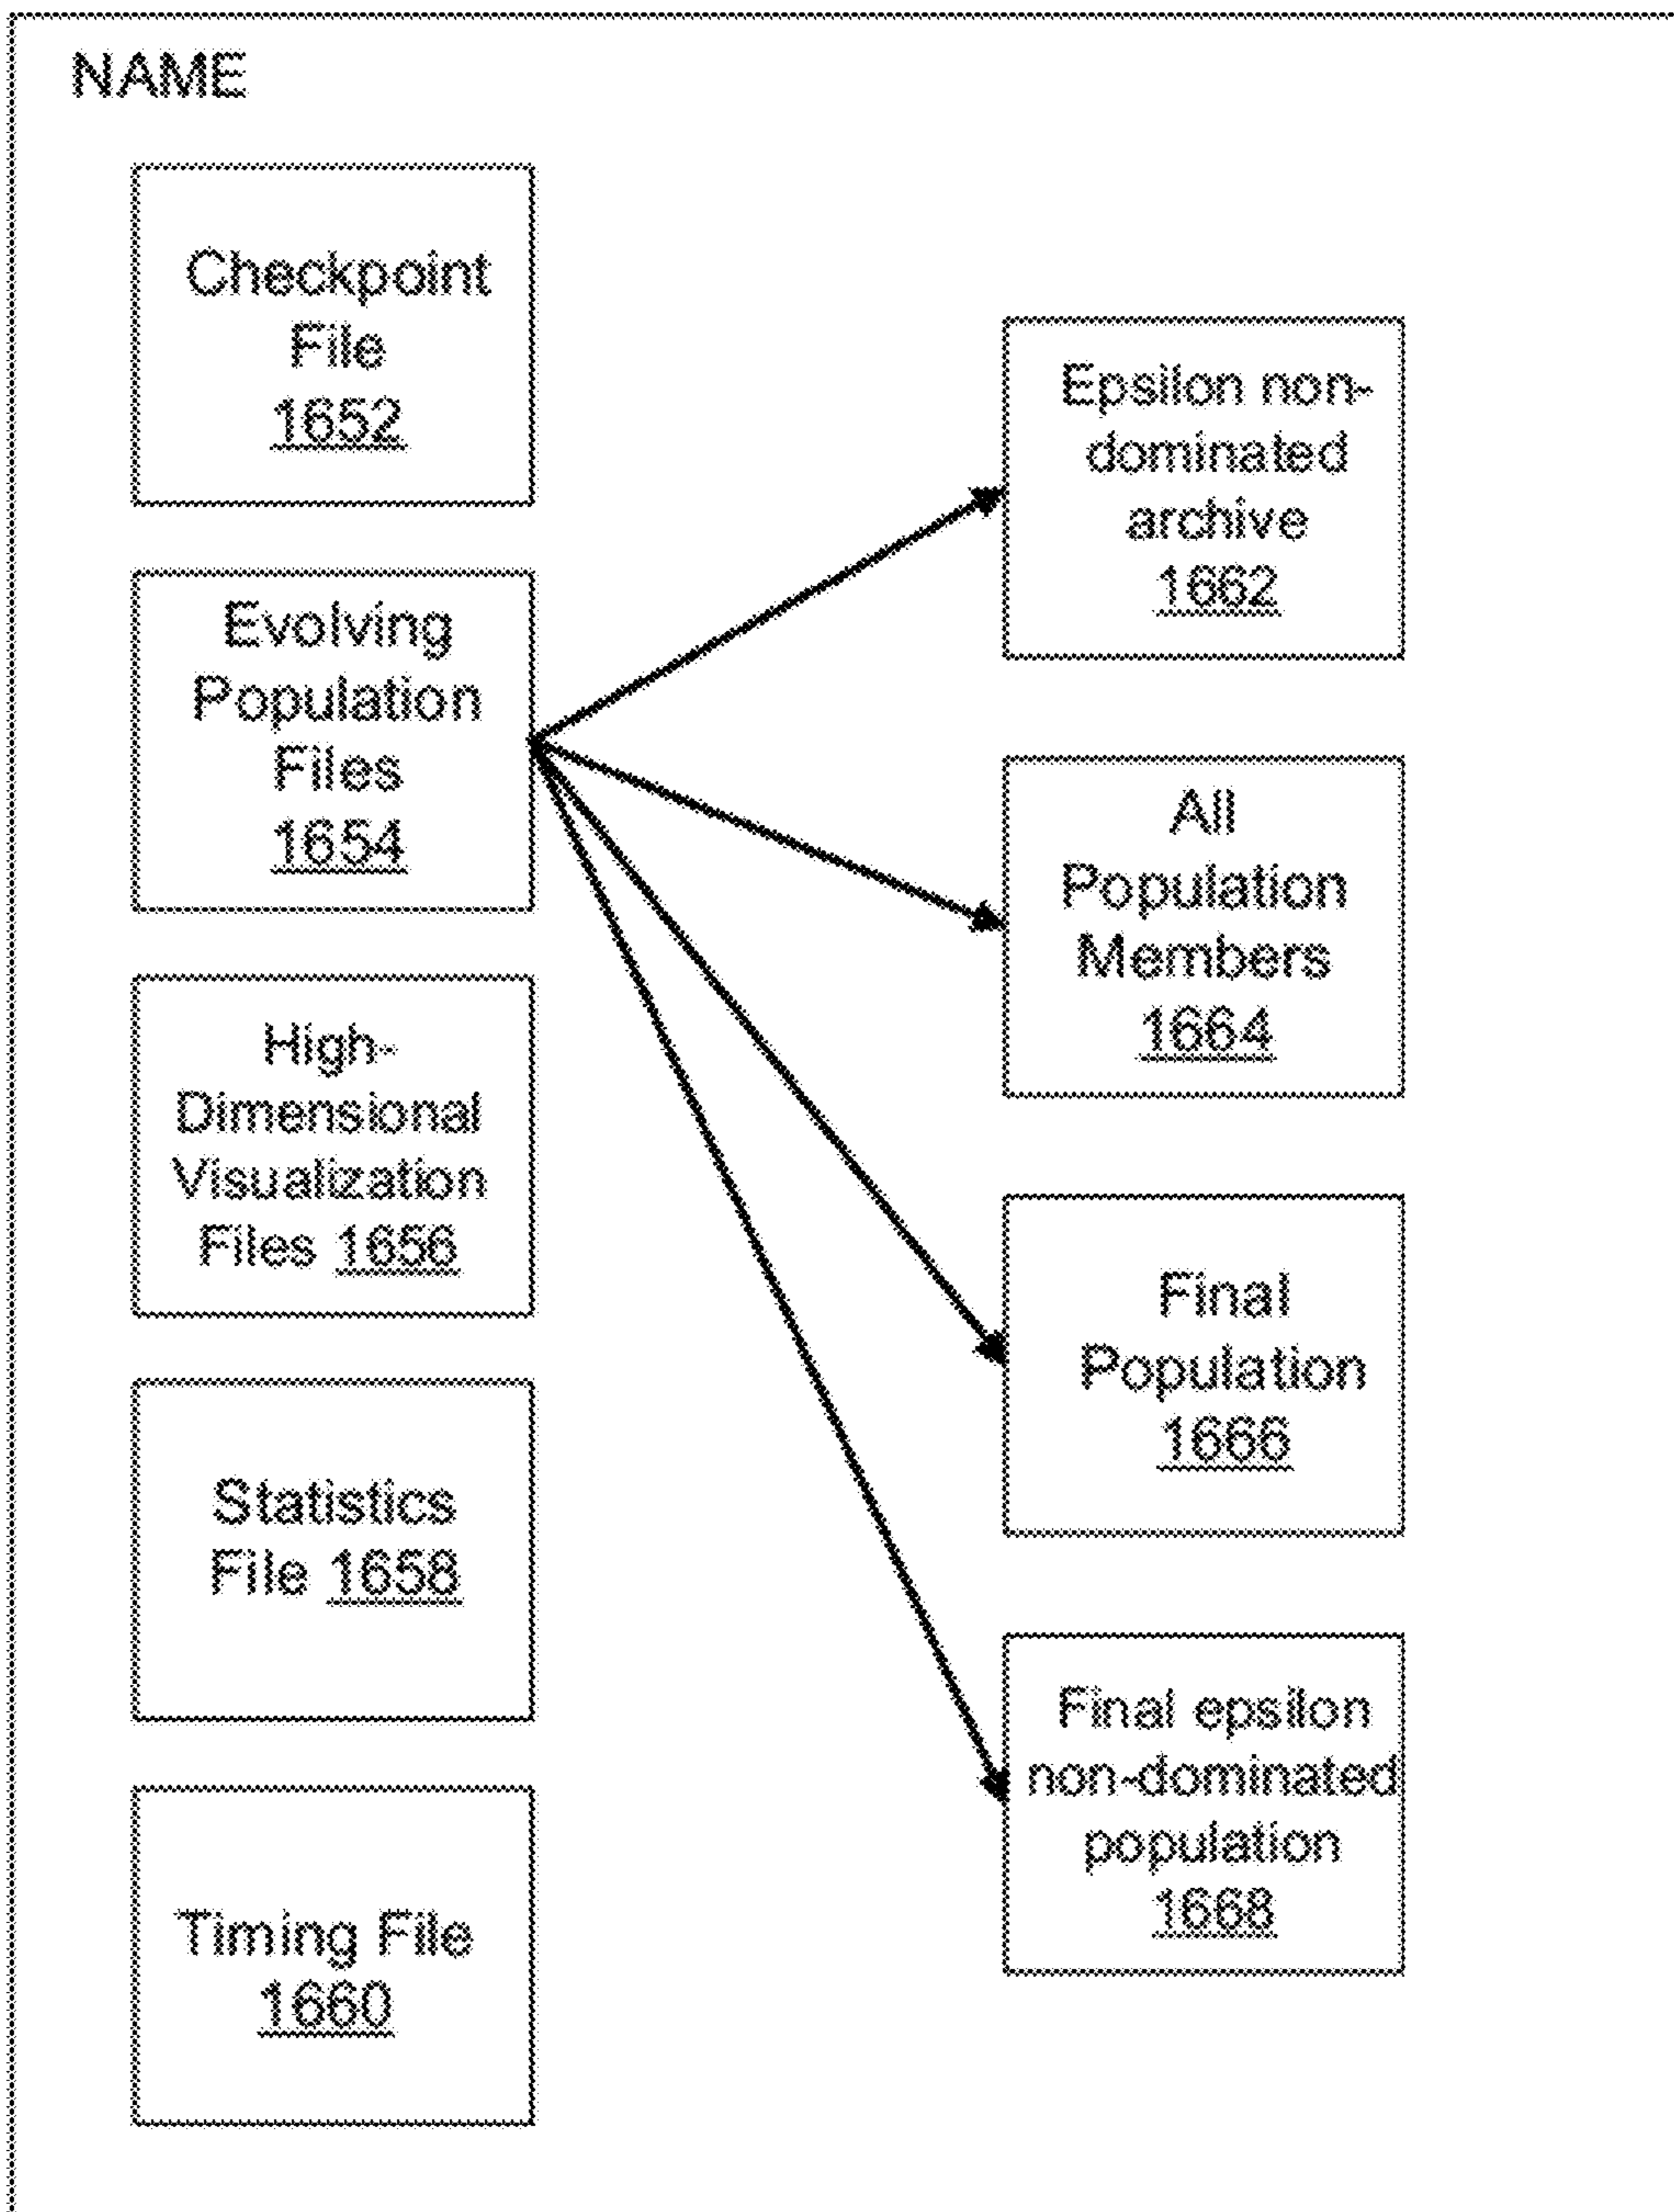 NAME
Checkpoint
File
1652
Evolving
Population
Files
1654
High-
Dimensional
Visualization
Files 1656
Statistics
File 1658
Timing File
1660
Epsilon non-
dominated
archive
1662
All
Population
Members
1664
Final
Population
1666
Final epsilon
non-dominated
population
1668